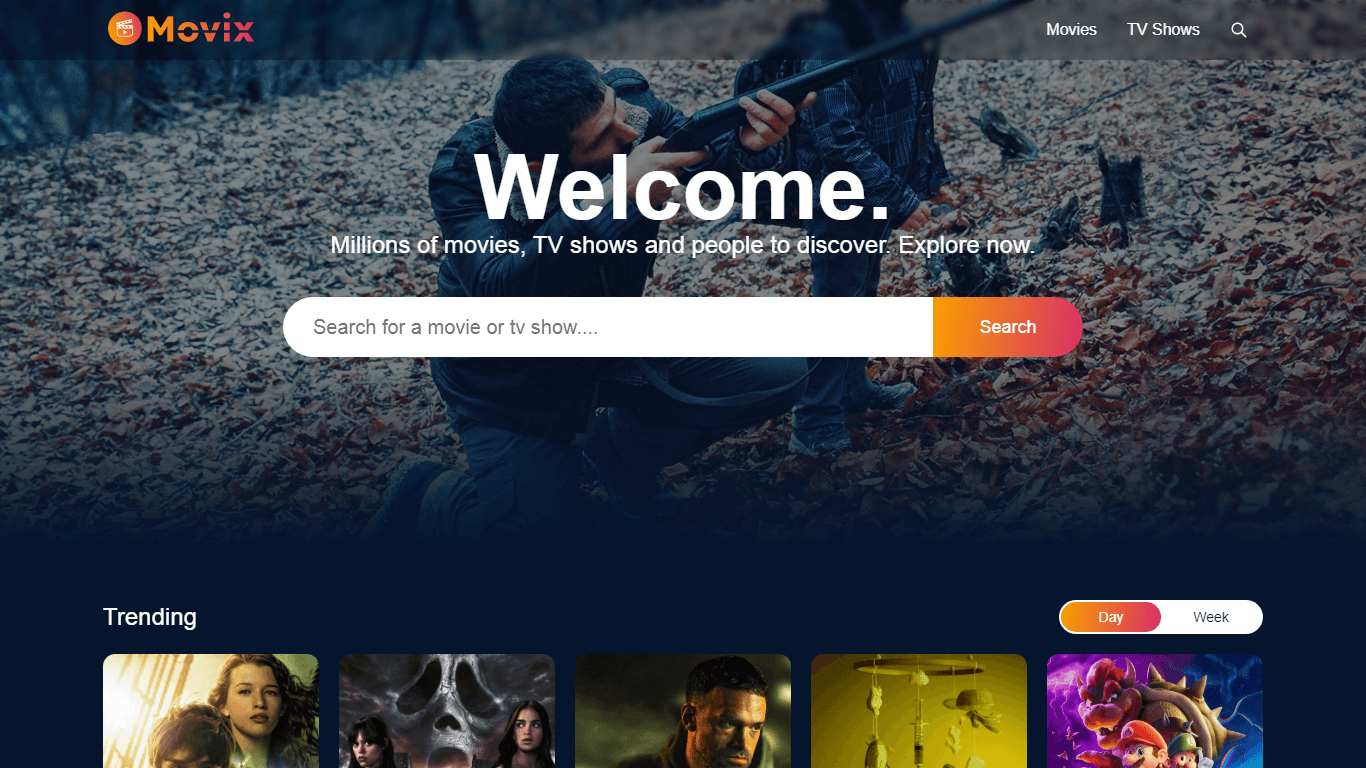 Movix
Movies
TV Shows
Welcome.
Millions of movies, TV shows and people to discover. Explore now.
Search for a movie or tv show....
Search
Trending
Day
Week